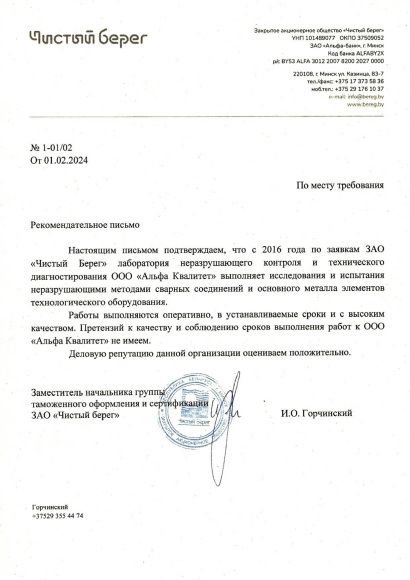 Чистый берег
Закрытое акционерное общество «Чистый Берег»
УНП 101489077 ОКПО 37509052
ЗАО «Альфа-банк», г. Минск
Код банка ALFABY2X
р/с BY53 ALFA 3012 2007 8200 2027 0000
220108, г. Минск ул. Казинца, 83-7
тел./факс: +375 17 373 58 36
моб.тел.: +375 29 176 10 37
e-mail: info@bereg.by
www.bereg.by
№ 1-01/02
От 01.02.2024
По месту требования
Рекомендательное письмо
Настоящим письмом подтверждаем, что с 2016 года по заявкам ЗАО
«Чистый Берег» лаборатория неразрушающего контроля и технического
диагностирования ООО «Альфа Квалитет» выполняет исследования и испытания
неразрушающими методами сварных соединений и основного металла элементов
технологического оборудования.
Работы выполняются оперативно, в устанавливаемые сроки и с высоким
качеством. Претензий к качеству и соблюдению сроков выполнения работ к ООО
«Альфа Квалитет» не имеем.
Деловую репутацию данной организации оцениваем положительно.
Заместитель начальника группы
таможенного оформления и сертификации
ЗАО «Чистый берег»
И.О. Горчинский
Чистый берег
Горчинский
+37529 355 44 74